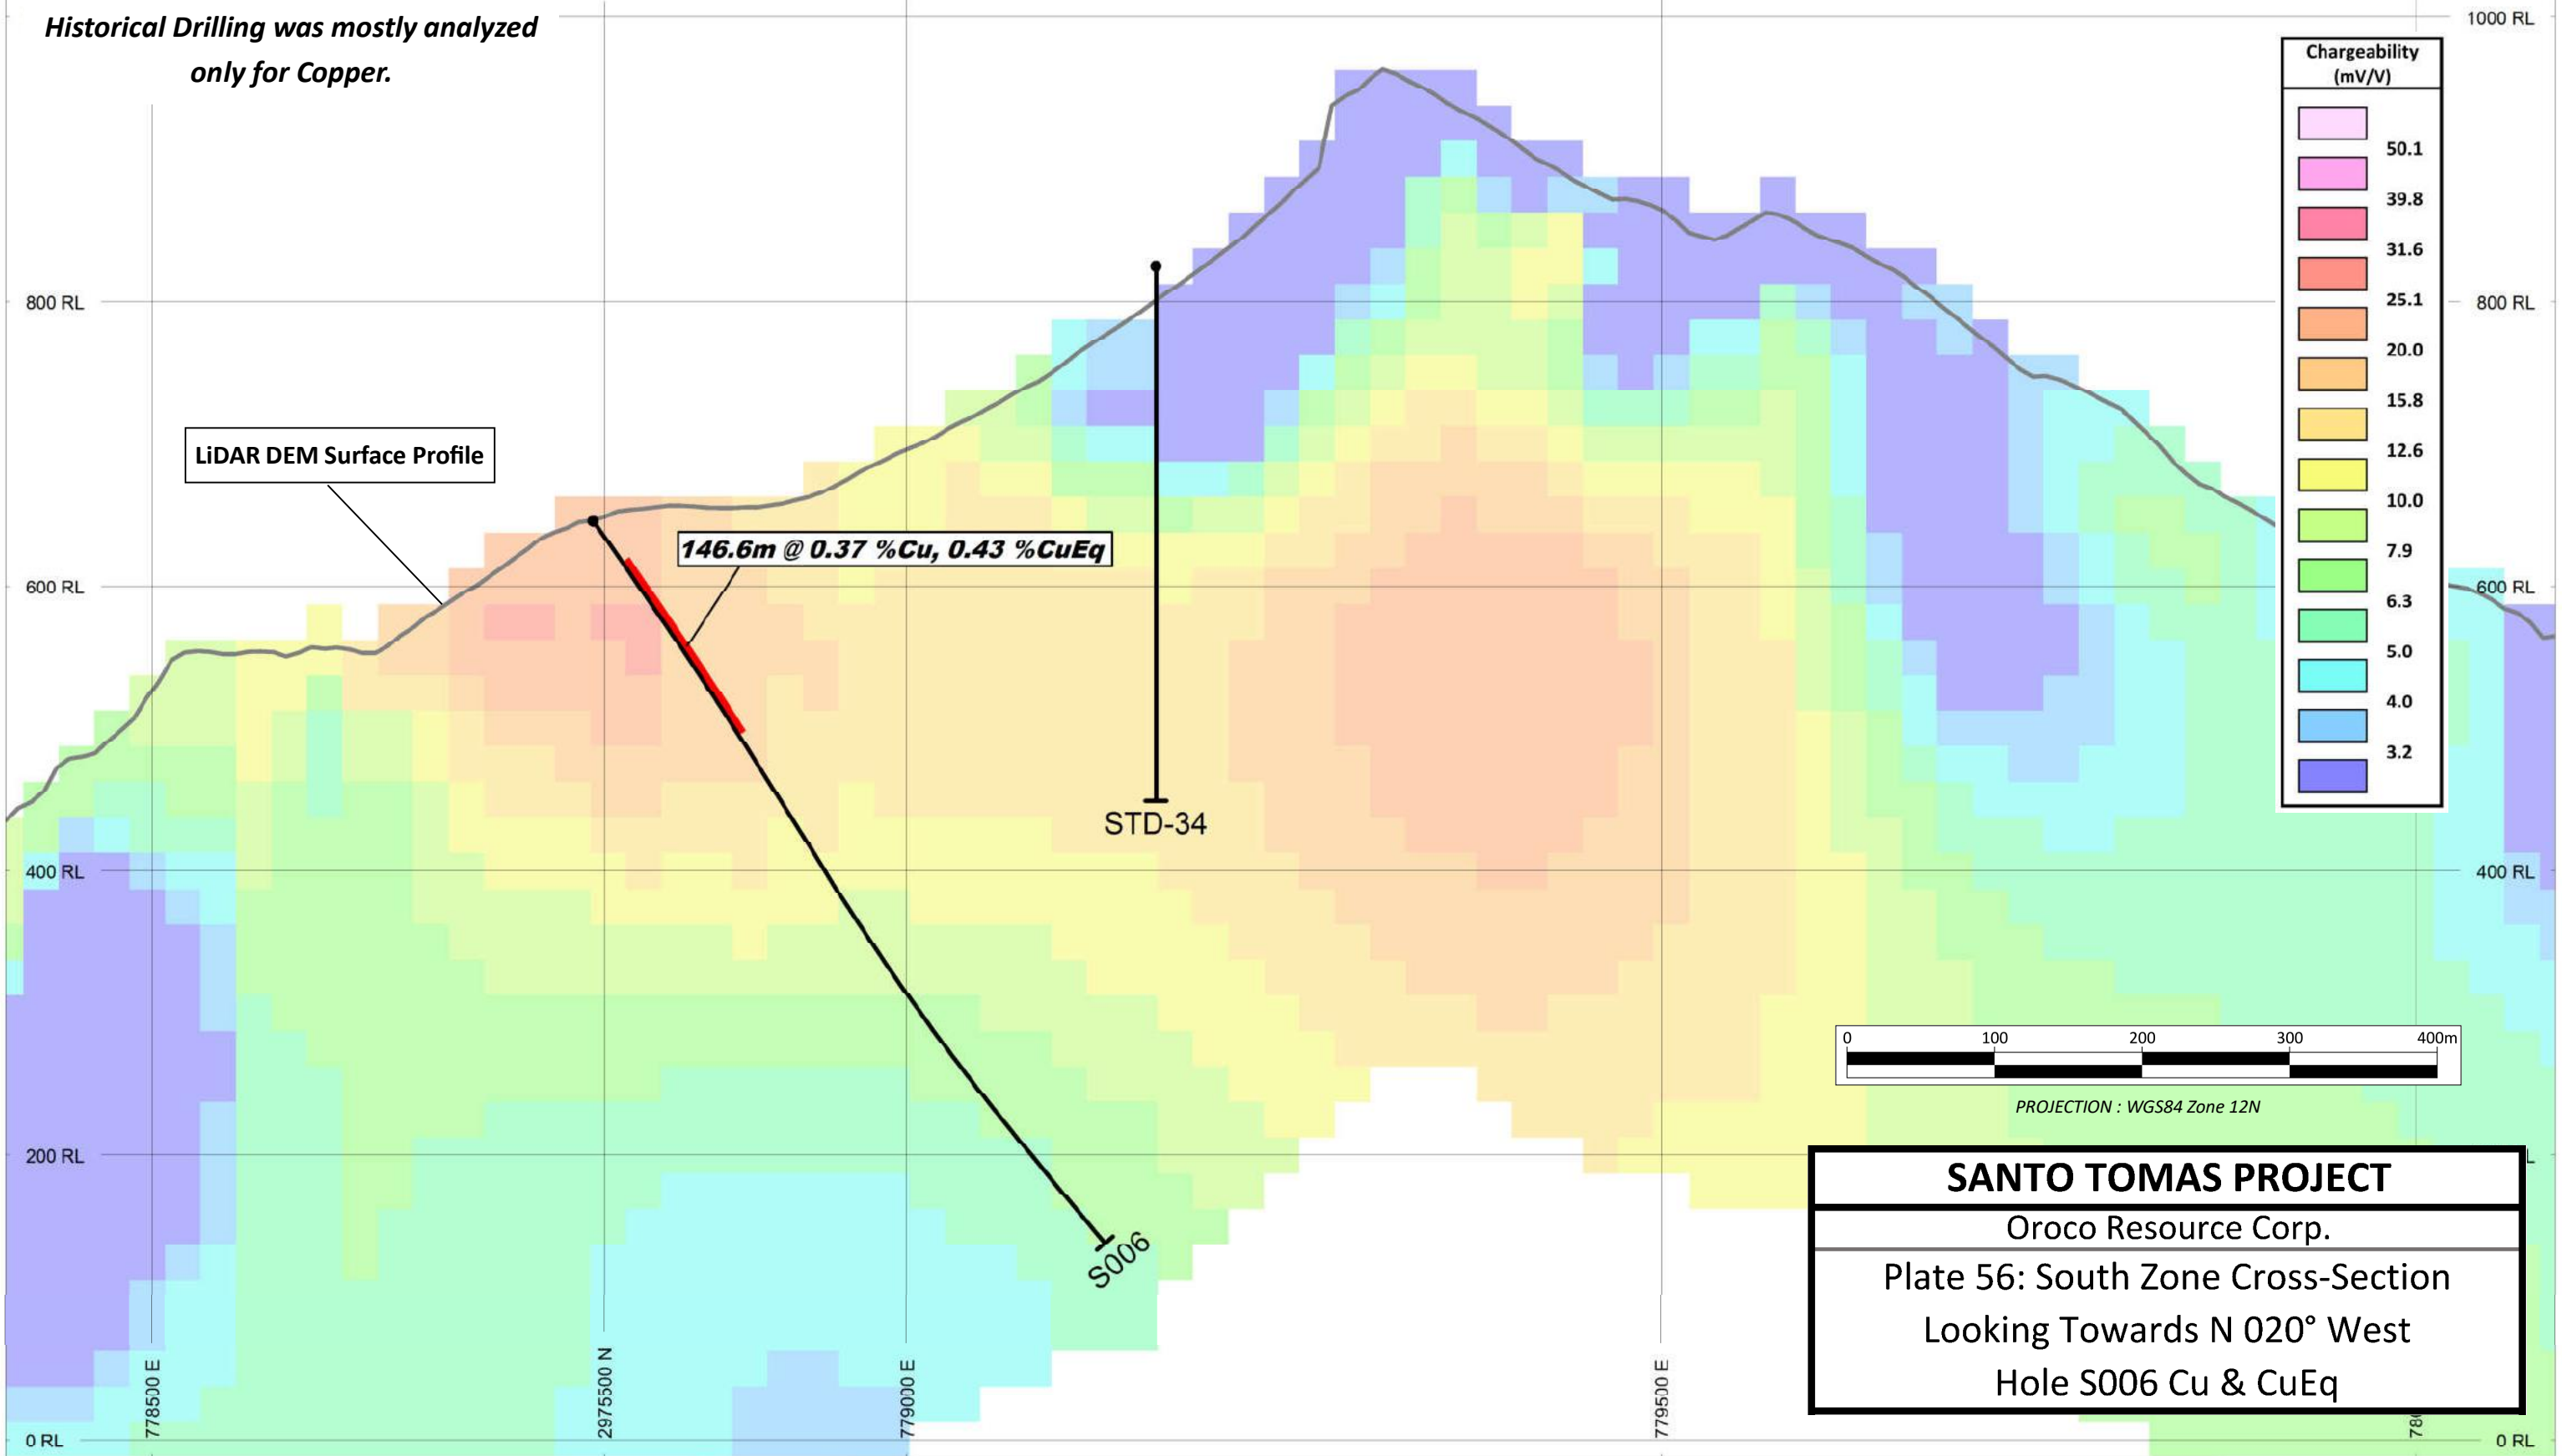 Historical Drilling was mostly analyzed
only for Copper.
1000 RL
Chargeability
(mV/V)
50.1
39.8
31.6
25.1
20.0
15.8
12.6
10.0
7.9
6.3
5.0
4.0
3.2
800 RL
800 RL
LiDAR DEM Surface Profile
146.6m @ 0.37 %Cu, 0.43 %CuEq
600 RL
600 RL
STD-34
400 RL
400 RL
0 100 200 300 400m
PROJECTION : WGS84 Zone 12N
200 RL
S006
SANTO TOMAS PROJECT
Oroco Resource Corp.
Plate 56: South Zone Cross-Section
Looking Towards N 020° West
Hole S006 Cu & CuEq
778500 E
2975500 N
779000 E
779500 E
0 RL
0 RL